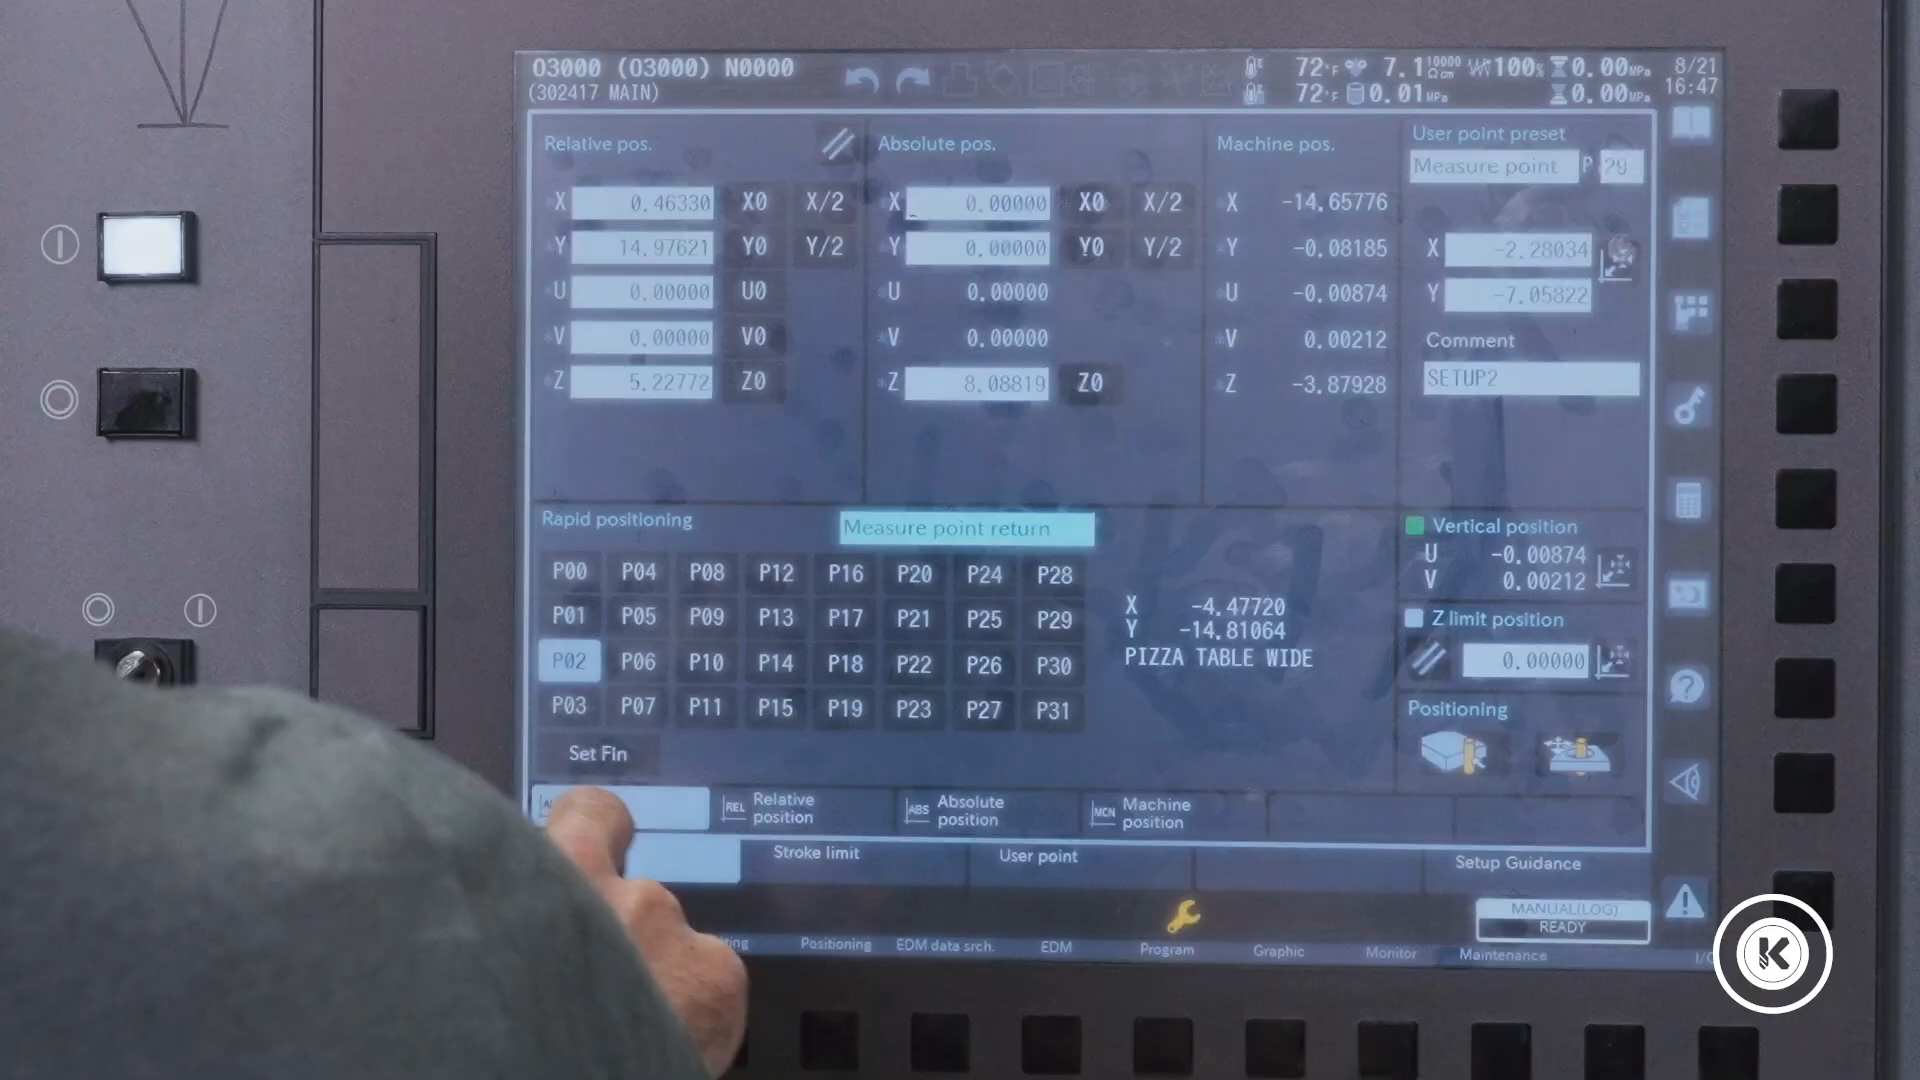 O3000 (O3000) N0000
(302417 MAIN)
72°F 7.1 10000 Ωcm 100% 0.00MPa 8/21
72°F 0.01MPa 0.00MPa 16:47
Relative pos.
X 0.46330 X0 X/2
Y 14.97621 Y0 Y/2
U 0.00000 U0
V 0.00000 V0
Z 5.22772 Z0
Absolute pos.
X 0.00000 X0 X/2
Y 0.00000 Y0 Y/2
U 0.00000
V 0.00000
Z 8.08819 Z0
Machine pos.
X -14.65776
Y -0.08185
U -0.00874
V 0.00212
Z -3.87928
User point preset
Measure point P 29
X -2.28034
Y -7.05822
Comment
SETUP2
Rapid positioning
Measure point return
P00 P04 P08 P12 P16 P20 P24 P28
P01 P05 P09 P13 P17 P21 P25 P29
P02 P06 P10 P14 P18 P22 P26 P30
P03 P07 P11 P15 P19 P23 P27 P31
Set Fin
X -4.47720
Y -14.81064
PIZZA TABLE WIDE
Vertical position
U -0.00874
V 0.00212
Z limit position
0.00000
Positioning
REL Relative position
ABS Absolute position
MCN Machine position
Stroke limit
User point
Setup Guidance
MANUAL(LOG)
READY
Positioning
EDM data srch.
EDM
Program
Graphic
Monitor
Maintenance
K